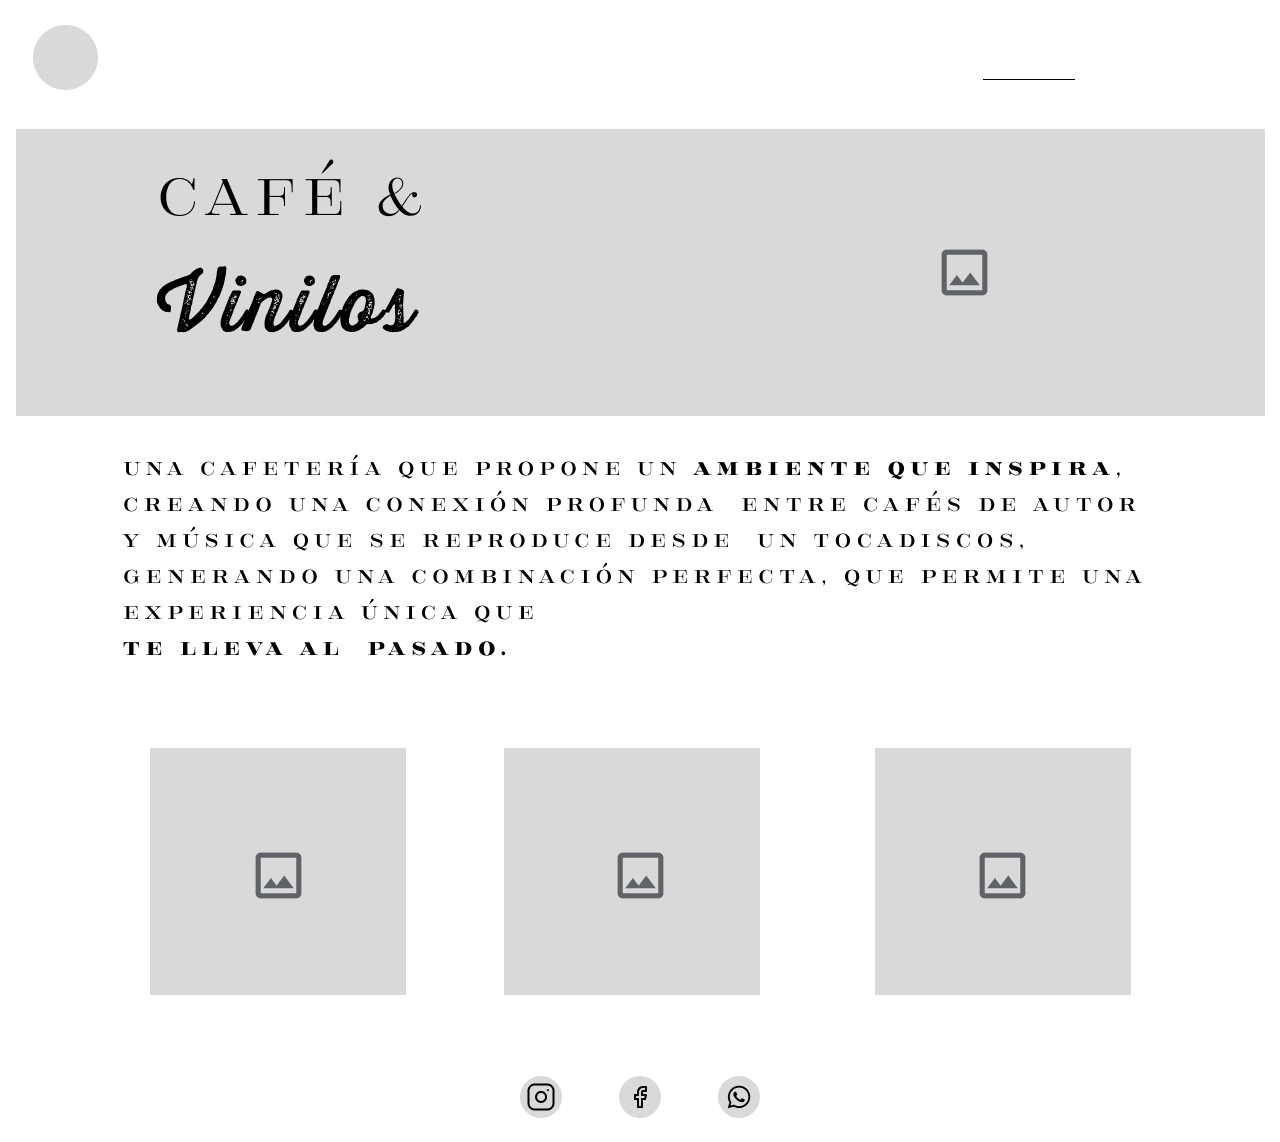 CAFÉ &
Vinilos
UNA CAFETERÍA QUE PROPONE UN AMBIENTE QUE INSPIRA,
CREANDO UNA CONEXIÓN PROFUNDA  ENTRE CAFÉS DE AUTOR
Y MÚSICA QUE SE REPRODUCE DESDE  UN TOCADISCOS,
GENERANDO UNA COMBINACIÓN PERFECTA, QUE PERMITE UNA
EXPERIENCIA ÚNICA QUE
TE LLEVA AL  PASADO.